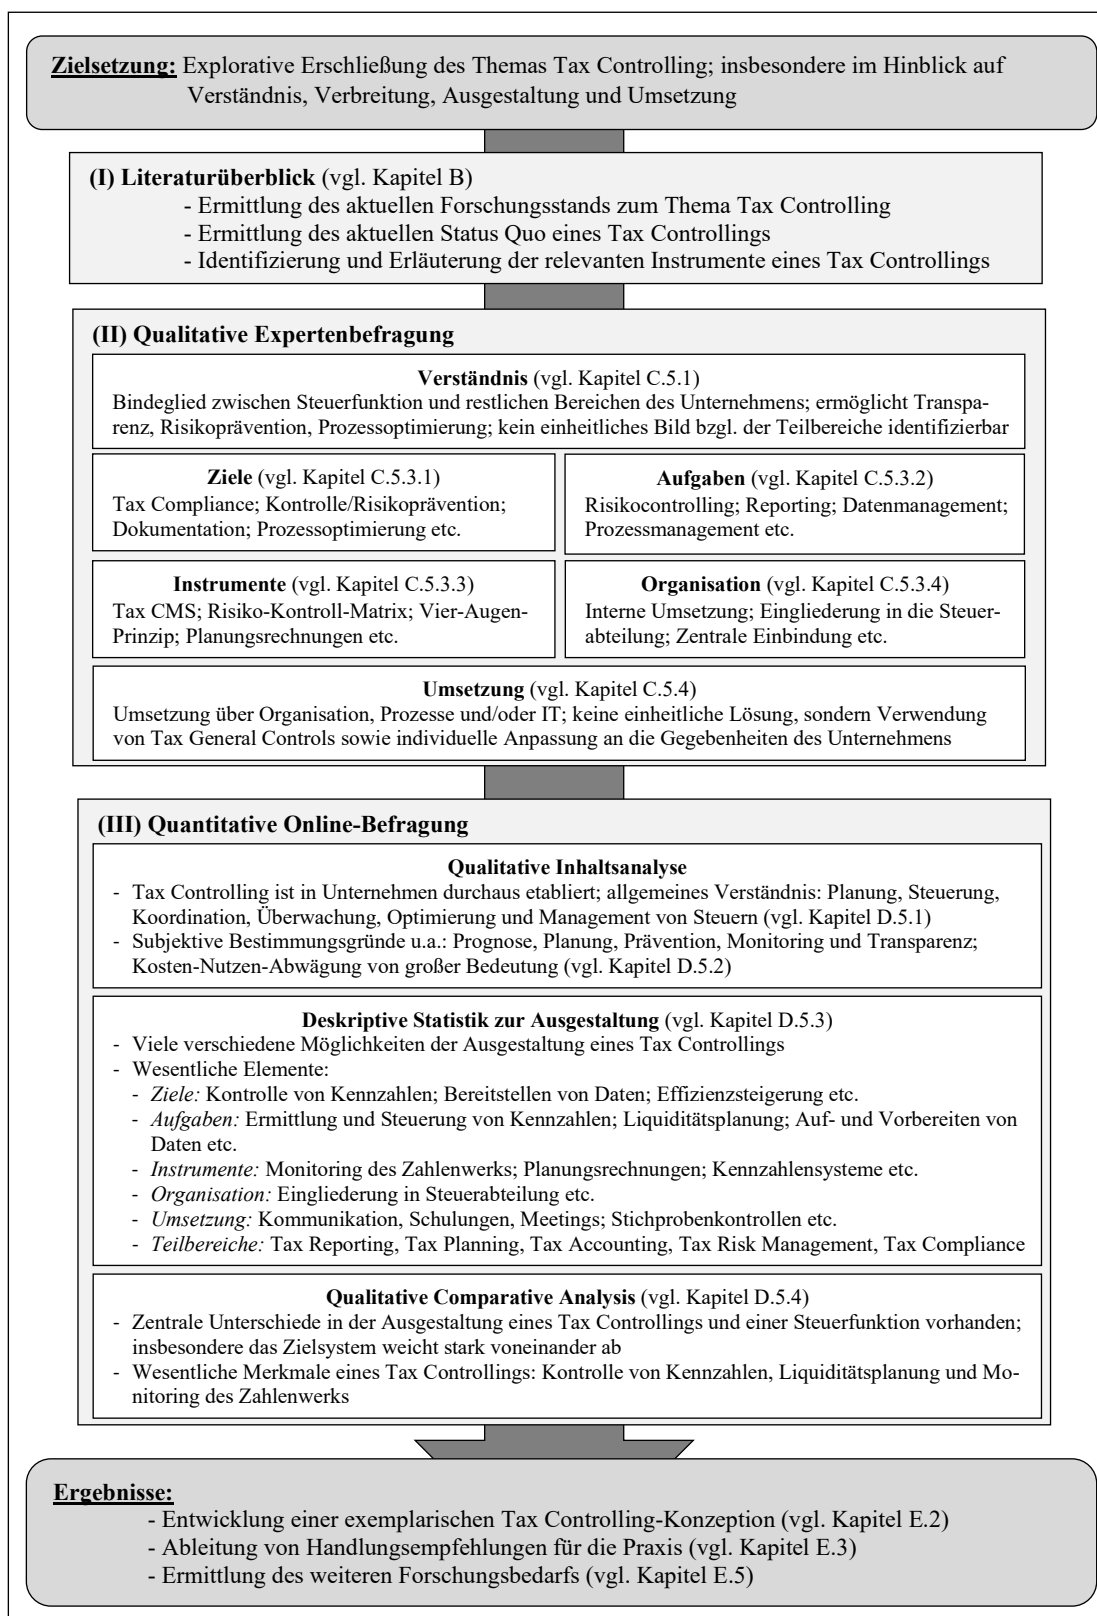 Zielsetzung: Explorative Erschließung des Themas Tax Controlling; insbesondere im Hinblick auf
Verständnis, Verbreitung, Ausgestaltung und Umsetzung
(I) Literaturüberblick (vgl. Kapitel B)
- Ermittlung des aktuellen Forschungsstands zum Thema Tax Controlling
- Ermittlung des aktuellen Status Quo eines Tax Controllings
- Identifizierung und Erläuterung der relevanten Instrumente eines Tax Controllings
(II) Qualitative Expertenbefragung
Verständnis (vgl. Kapitel C.5.1)
Bindeglied zwischen Steuerfunktion und restlichen Bereichen des Unternehmens; ermöglicht Transpa-
renz, Risikoprävention, Prozessoptimierung; kein einheitliches Bild bzgl. der Teilbereiche identifizierbar
Ziele (vgl. Kapitel C.5.3.1)
Tax Compliance; Kontrolle/Risikoprävention;
Dokumentation; Prozessoptimierung etc.
Aufgaben (vgl. Kapitel C.5.3.2)
Risikocontrolling; Reporting; Datenmanagement;
Prozessmanagement etc.
Instrumente (vgl. Kapitel C.5.3.3)
Tax CMS; Risiko-Kontroll-Matrix; Vier-Augen-
Prinzip; Planungsrechnungen etc.
Organisation (vgl. Kapitel C.5.3.4)
Interne Umsetzung; Eingliederung in die Steuer-
abteilung; Zentrale Einbindung etc.
Umsetzung (vgl. Kapitel C.5.4)
Umsetzung über Organisation, Prozesse und/oder IT; keine einheitliche Lösung, sondern Verwendung
von Tax General Controls sowie individuelle Anpassung an die Gegebenheiten des Unternehmens
(III) Quantitative Online-Befragung
Qualitative Inhaltsanalyse
- Tax Controlling ist in Unternehmen durchaus etabliert; allgemeines Verständnis: Planung, Steuerung,
Koordination, Überwachung, Optimierung und Management von Steuern (vgl. Kapitel D.5.1)
- Subjektive Bestimmungsgründe u.a.: Prognose, Planung, Prävention, Monitoring und Transparenz;
Kosten-Nutzen-Abwägung von großer Bedeutung (vgl. Kapitel D.5.2)
Deskriptive Statistik zur Ausgestaltung (vgl. Kapitel D.5.3)
- Viele verschiedene Möglichkeiten der Ausgestaltung eines Tax Controllings
- Wesentliche Elemente:
- Ziele: Kontrolle von Kennzahlen; Bereitstellen von Daten; Effizienzsteigerung etc.
- Aufgaben: Ermittlung und Steuerung von Kennzahlen; Liquiditätsplanung; Auf- und Vorbereiten von
Daten etc.
- Instrumente: Monitoring des Zahlenwerks; Planungsrechnungen; Kennzahlensysteme etc.
- Organisation: Eingliederung in Steuerabteilung etc.
- Umsetzung: Kommunikation, Schulungen, Meetings; Stichprobenkontrollen etc.
- Teilbereiche: Tax Reporting, Tax Planning, Tax Accounting, Tax Risk Management, Tax Compliance
Qualitative Comparative Analysis (vgl. Kapitel D.5.4)
- Zentrale Unterschiede in der Ausgestaltung eines Tax Controllings und einer Steuerfunktion vorhanden;
insbesondere das Zielsystem weicht stark voneinander ab
- Wesentliche Merkmale eines Tax Controllings: Kontrolle von Kennzahlen, Liquiditätsplanung und Mo-
nitoring des Zahlenwerks
Ergebnisse:
- Entwicklung einer exemplarischen Tax Controlling-Konzeption (vgl. Kapitel E.2)
- Ableitung von Handlungsempfehlungen für die Praxis (vgl. Kapitel E.3)
- Ermittlung des weiteren Forschungsbedarfs (vgl. Kapitel E.5)